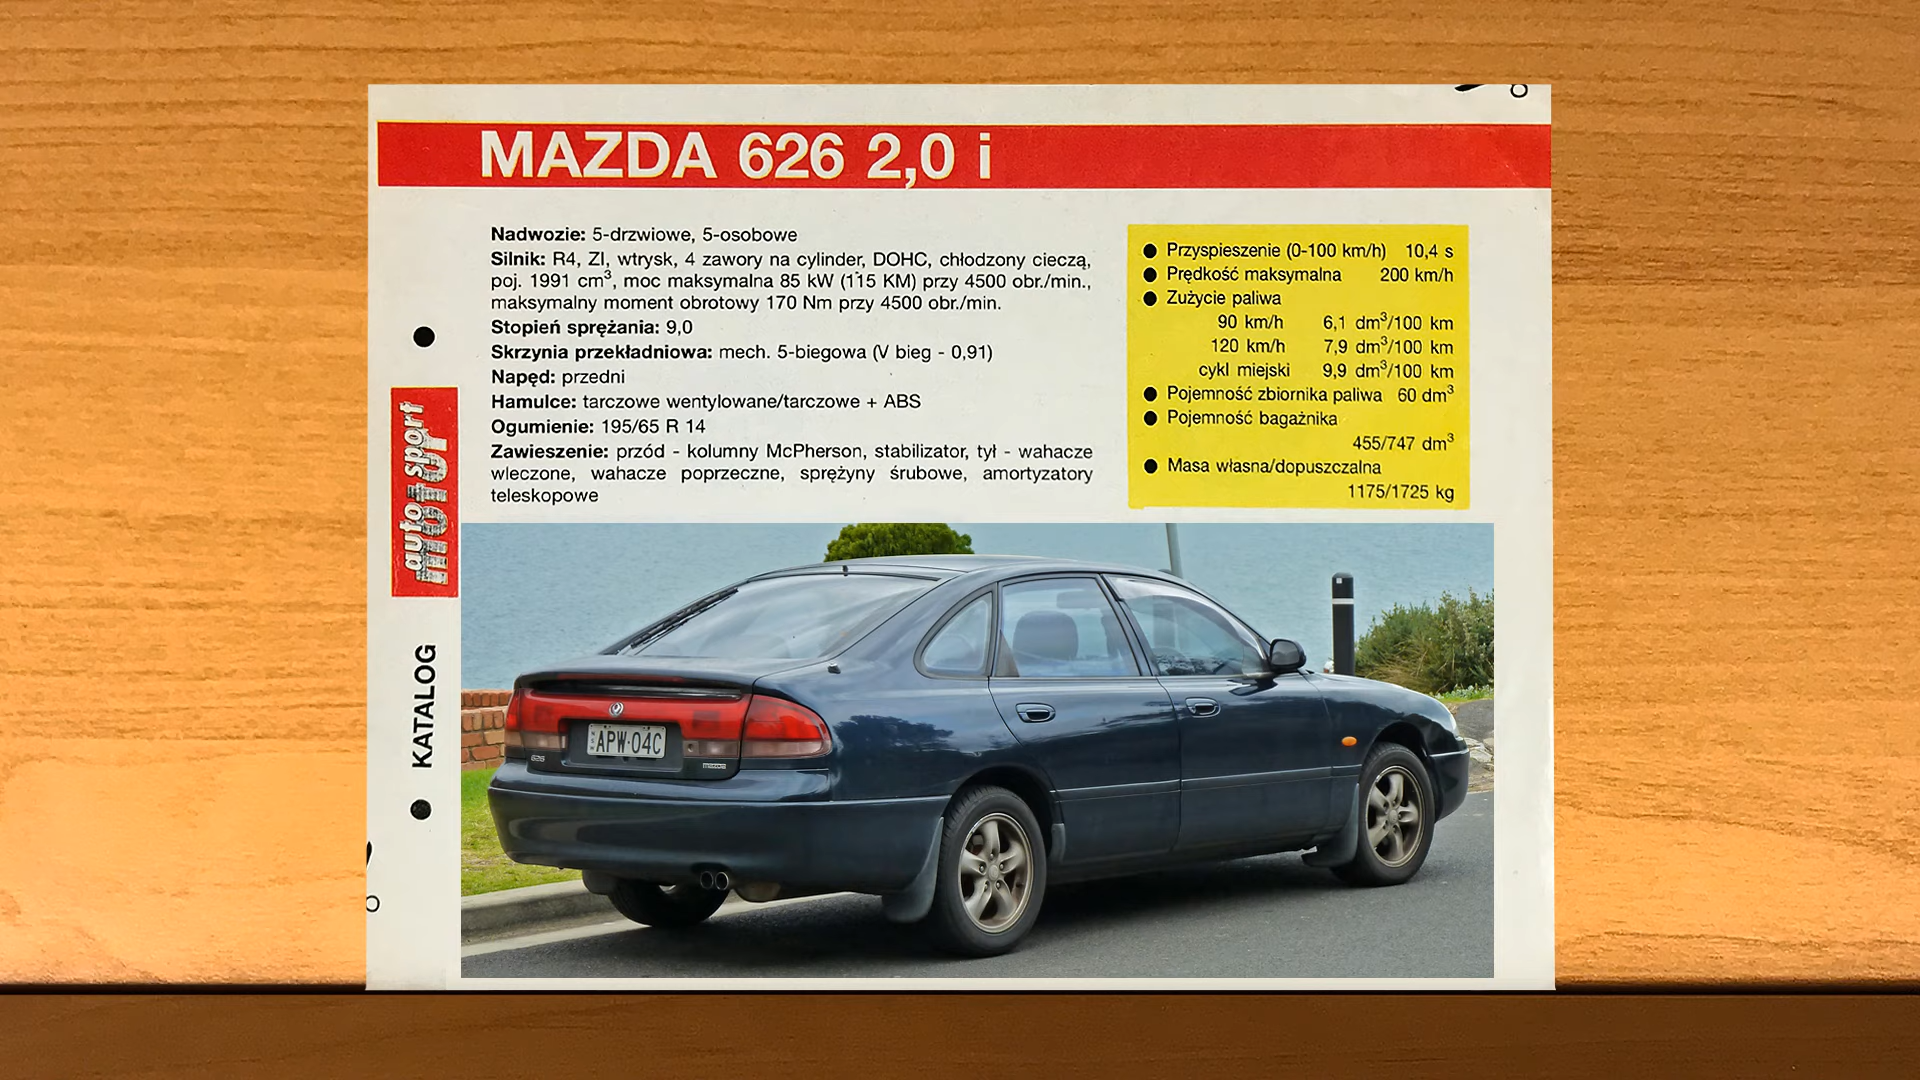 MAZDA 626 2,0 i
Nadwozie: 5-drzwiowe, 5-osobowe
Silnik: R4, ZI, wtrysk, 4 zawory na cylinder, DOHC, chłodzony cieczą,
poj. 1991 cm³, moc maksymalna 85 kW (115 KM) przy 4500 obr./min.,
maksymalny moment obrotowy 170 Nm przy 4500 obr./min.
Stopień sprężania: 9,0
Skrzynia przekładniowa: mech. 5-biegowa (V bieg - 0,91)
Napęd: przedni
Hamulce: tarczowe wentylowane/tarczowe + ABS
Ogumienie: 195/65 R 14
Zawieszenie: przód - kolumny McPherson, stabilizator, tył - wahacze
wleczone, wahacze poprzeczne, sprężyny śrubowe, amortyzatory
teleskopowe
● Przyspieszenie (0-100 km/h) 10,4 s
● Prędkość maksymalna 200 km/h
● Zużycie paliwa
90 km/h 6,1 dm³/100 km
120 km/h 7,9 dm³/100 km
cykl miejski 9,9 dm³/100 km
● Pojemność zbiornika paliwa 60 dm³
● Pojemność bagażnika
455/747 dm³
● Masa własna/dopuszczalna
1175/1725 kg
auto motor sport
KATALOG
APW·04C
626